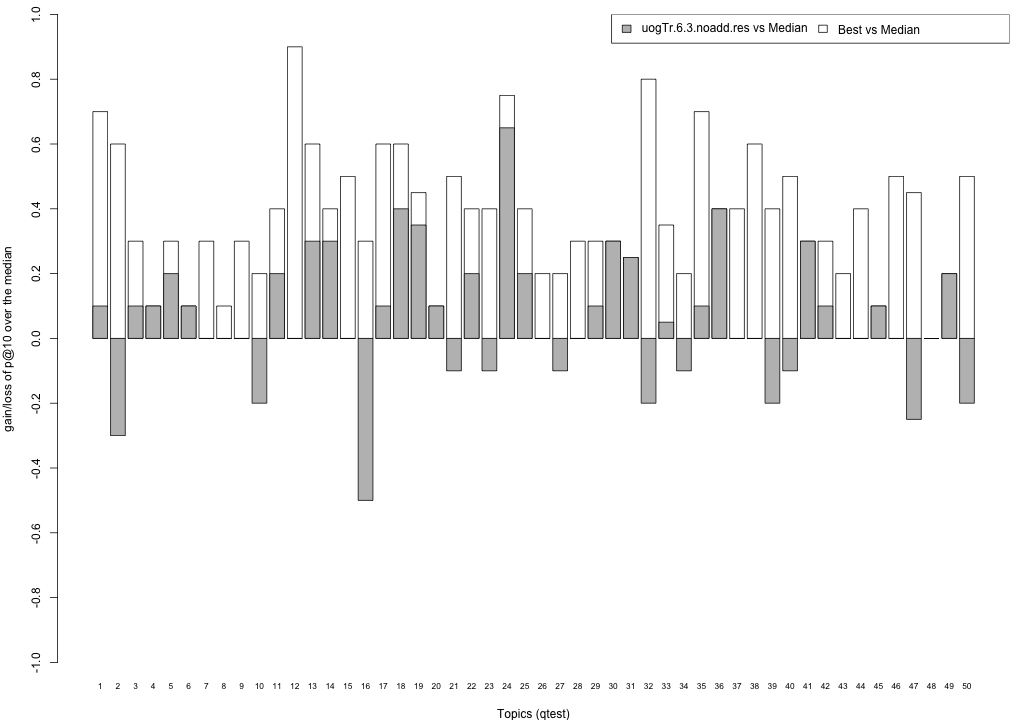 uogTr.6.3.noadd.res vs Median Best vs Median
gain/loss of p@10 over the median
1.0
0.8
0.6
0.4
0.2
0.0
-0.2
-0.4
-0.6
-0.8
-1.0
1 2 3 4 5 6 7 8 9 10 11 12 13 14 15 16 17 18 19 20 21 22 23 24 25 26 27 28 29 30 31 32 33 34 35 36 37 38 39 40 41 42 43 44 45 46 47 48 49 50
Topics (qtest)